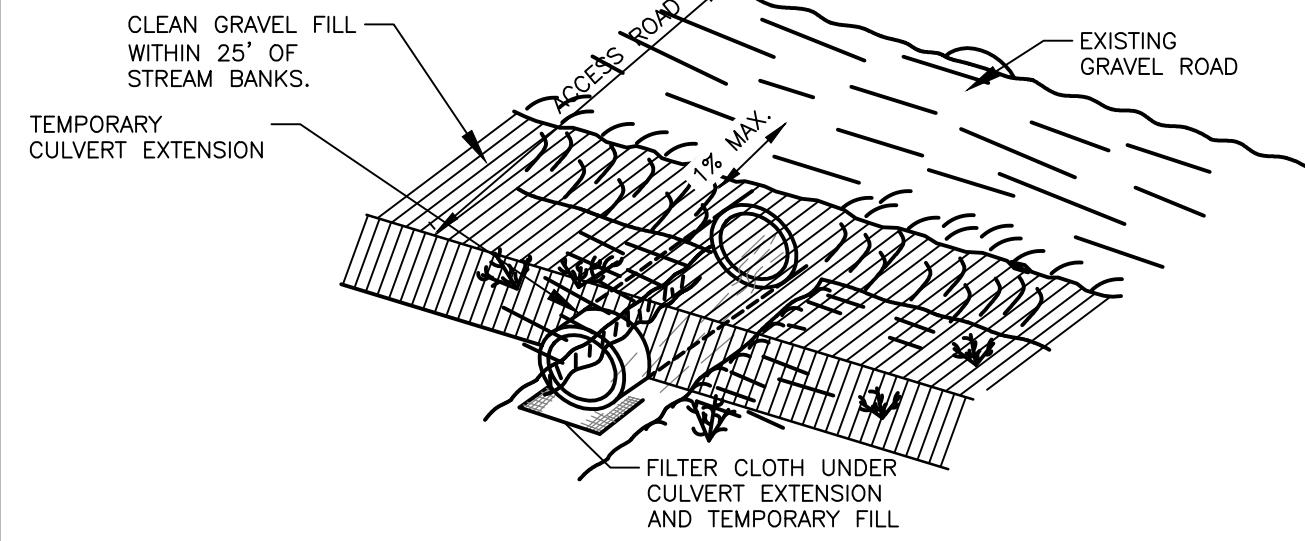 CLEAN GRAVEL FILL
WITHIN 25' OF
STREAM BANKS.
ACCESS ROAD
EXISTING
GRAVEL ROAD
TEMPORARY
CULVERT EXTENSION
1% MAX.
FILTER CLOTH UNDER
CULVERT EXTENSION
AND TEMPORARY FILL